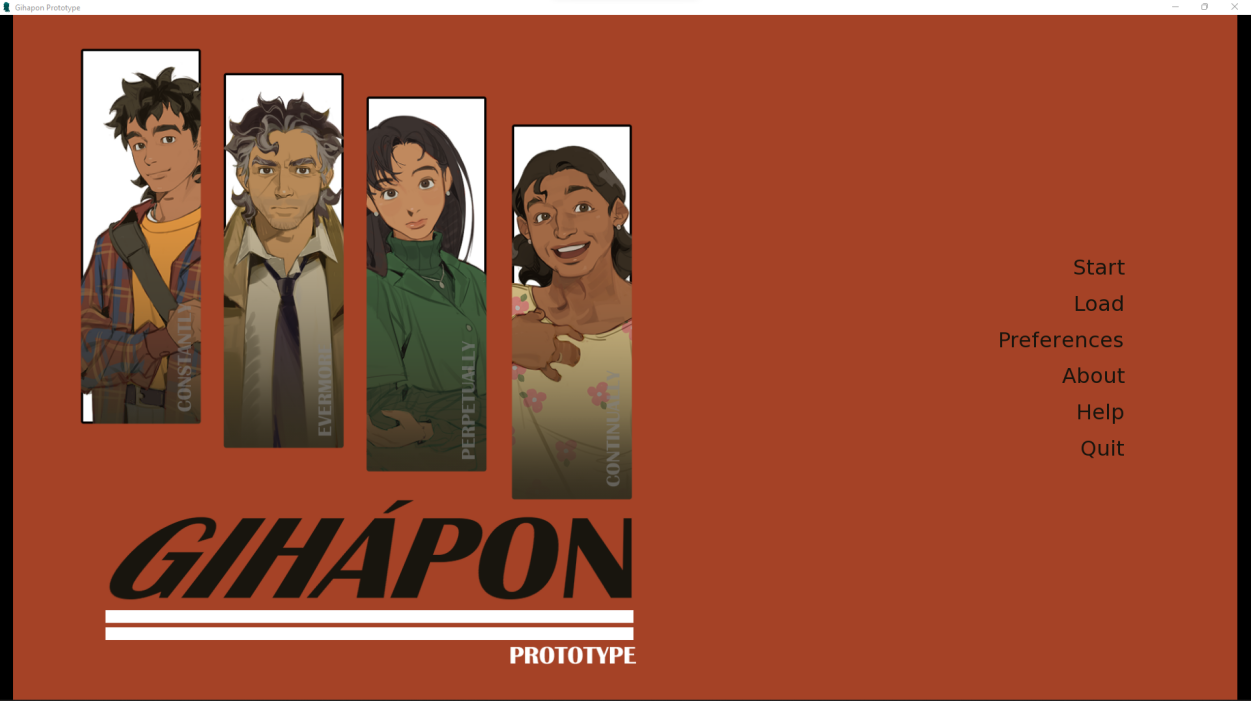 Gihapon Prototype
CONSTANTLY
EVERMORE
PERPETUALLY
CONTINUALLY
GIHÁPON
PROTOTYPE
Start
Load
Preferences
About
Help
Quit